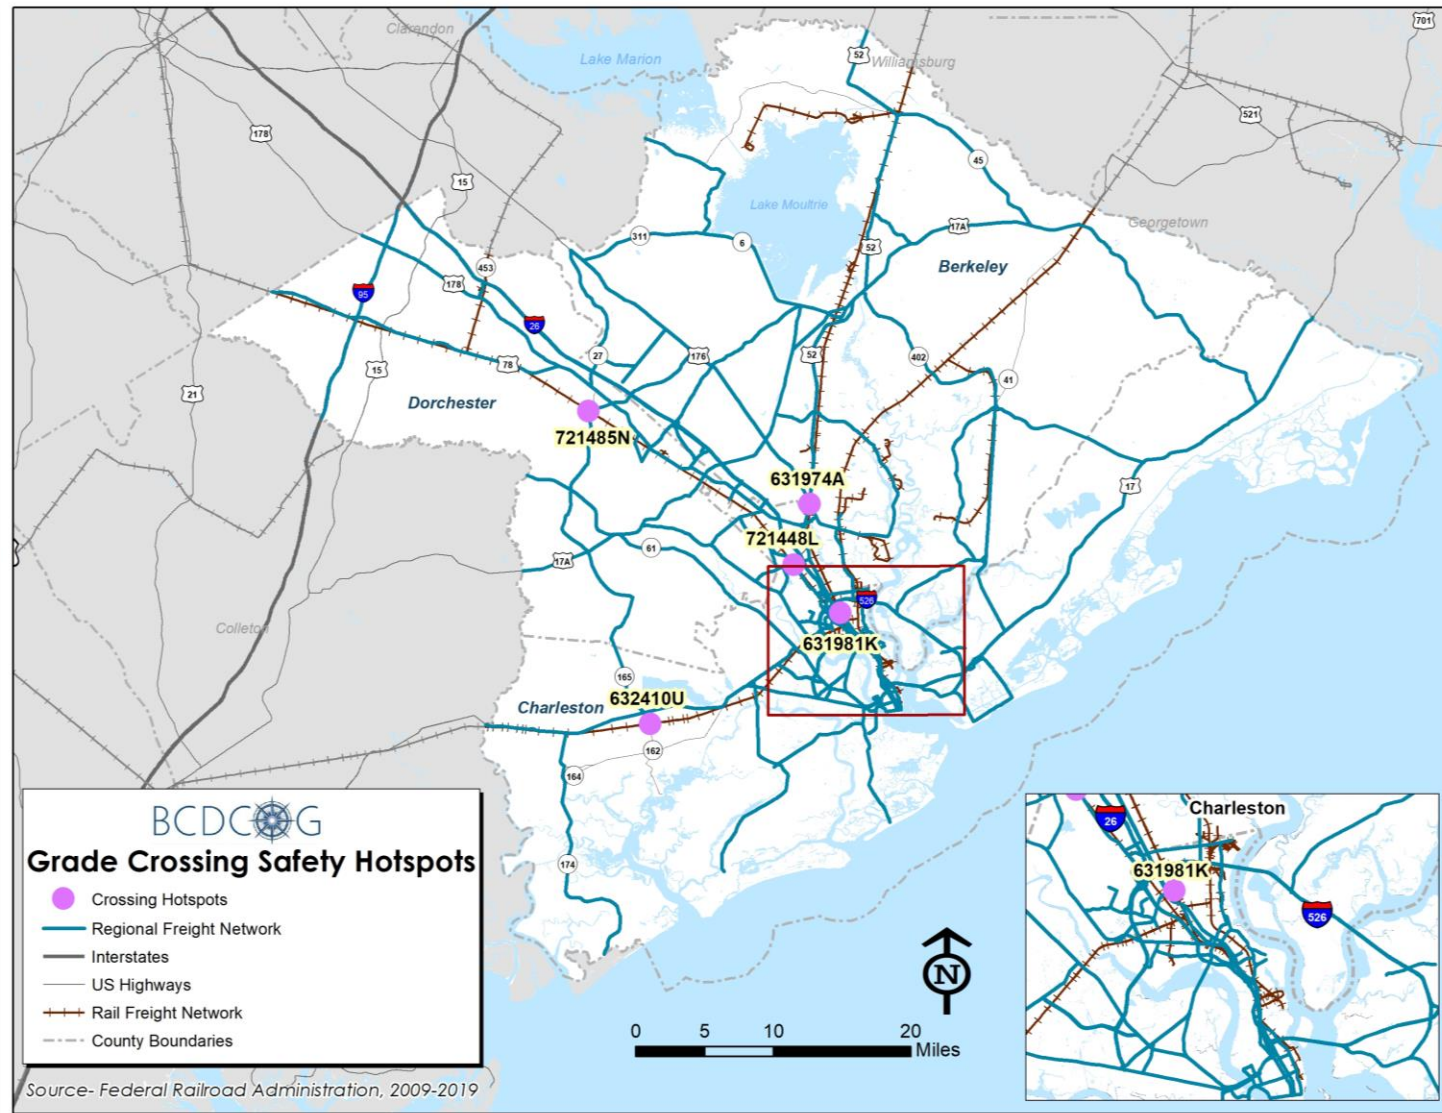 Clarendon
Lake Marion
52
Williamsburg
701
178
521
15
45
Lake Moultrie
Georgetown
311
6
17A
52
453
Berkeley
178
95
26
27
176
52
402
78
15
41
21
Dorchester
721485N
631974A
17
721448L
61
17A
526
Colleton
631981K
165
632410U
Charleston
162
164
174
BCDCOG
Grade Crossing Safety Hotspots
Crossing Hotspots
Regional Freight Network
Interstates
US Highways
Rail Freight Network
County Boundaries
Source- Federal Railroad Administration, 2009-2019
N
0 5 10 20
Miles
Charleston
26
631981K
526